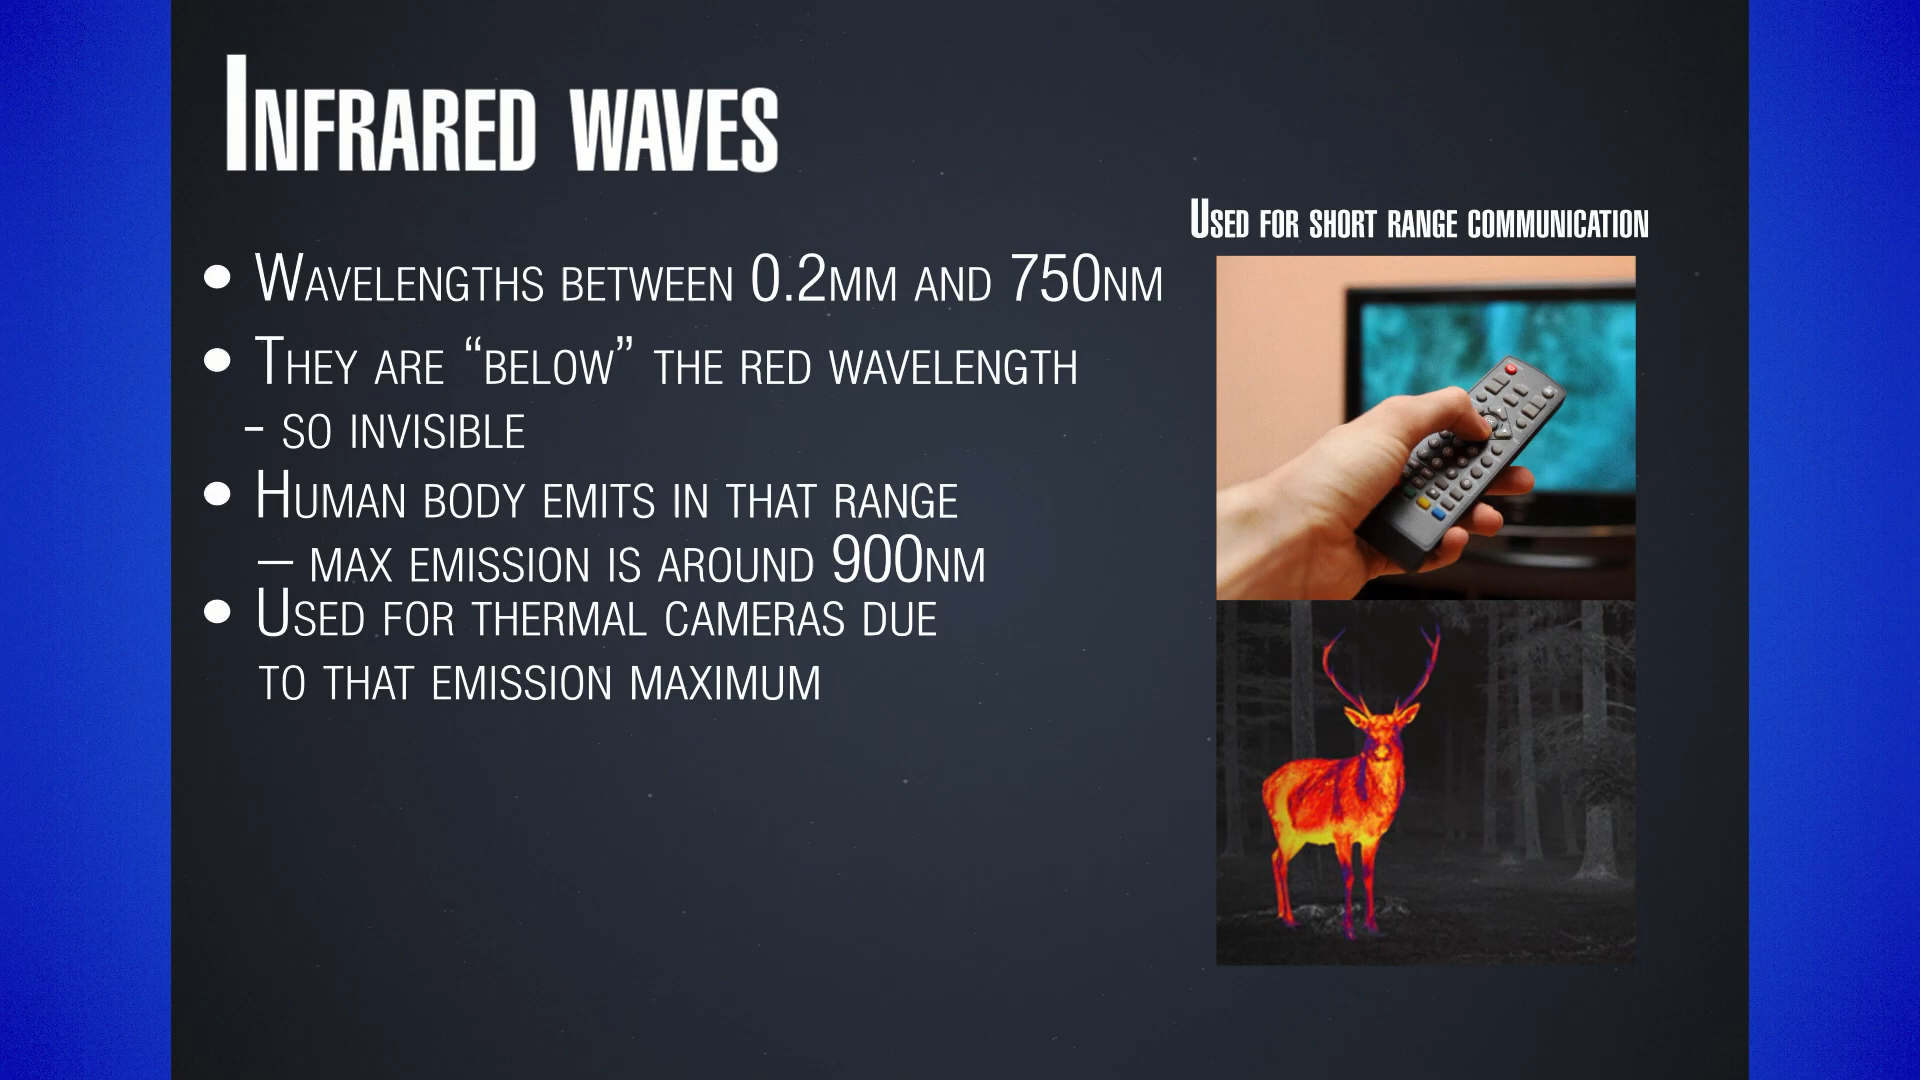 Infrared waves
Used for short range communication
• Wavelengths between 0.2mm and 750nm
• They are “below” the red wavelength
- so invisible
• Human body emits in that range
— max emission is around 900nm
• Used for thermal cameras due
to that emission maximum